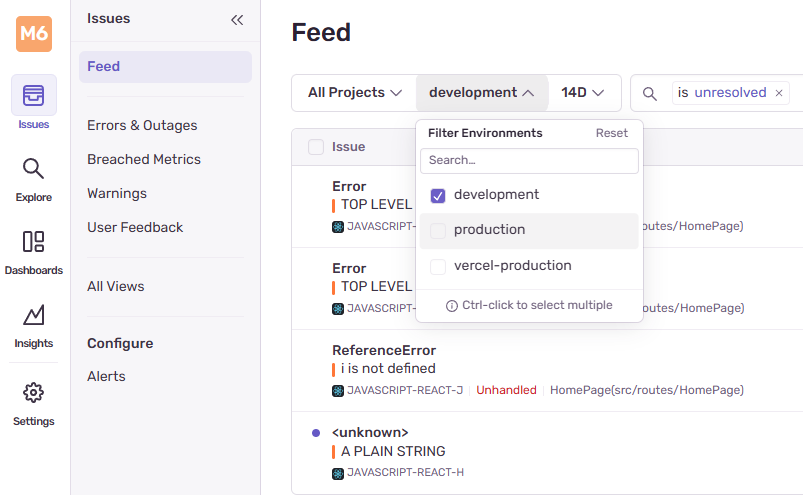 M6
Issues
Explore
Dashboards
Insights
Settings
Issues
Feed
Errors & Outages
Breached Metrics
Warnings
User Feedback
All Views
Configure
Alerts
Feed
All Projects development 14D is unresolved ×
Filter Environments Reset
Search...
development
production
vercel-production
Ctrl-click to select multiple
Issue
Error
TOP LEVEL
JAVASCRIPT- /routes/HomePage)
Error
TOP LEVEL
JAVASCRIPT- /routes/HomePage)
ReferenceError
i is not defined
JAVASCRIPT-REACT-J Unhandled HomePage(src/routes/HomePage)
<unknown>
A PLAIN STRING
JAVASCRIPT-REACT-H